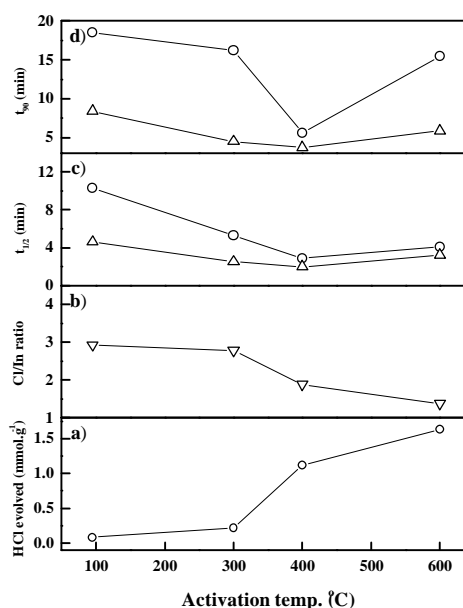 20
15
10
5
d)
t90 (min)
12
8
4
0
c)
t1/2 (min)
4
3
2
1
b)
Cl/In ratio
1.5
1.0
0.5
0.0
a)
HCl evolved (mmol.g-1)
100 200 300 400 500 600
Activation temp. (ºC)